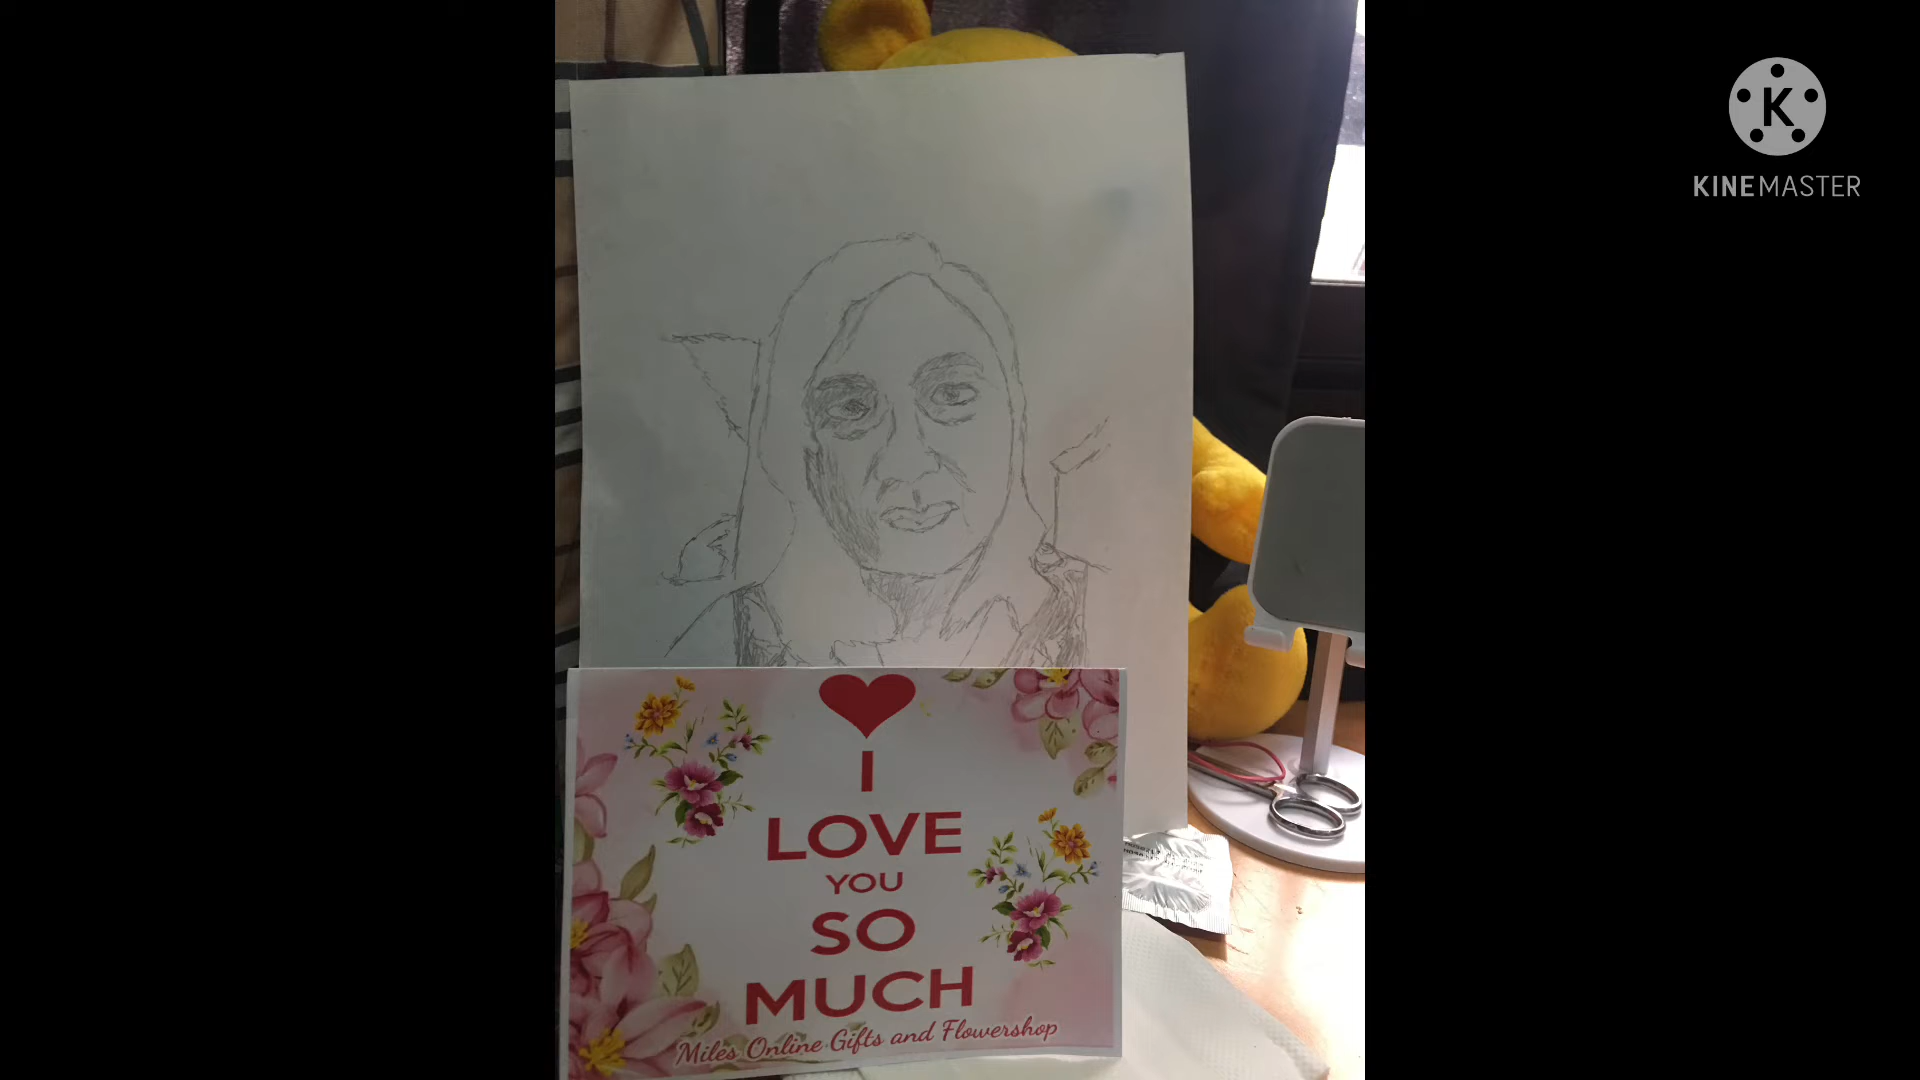 K
KINEMASTER
I
LOVE
YOU
SO
MUCH
Miles Online Gifts and Flowershop